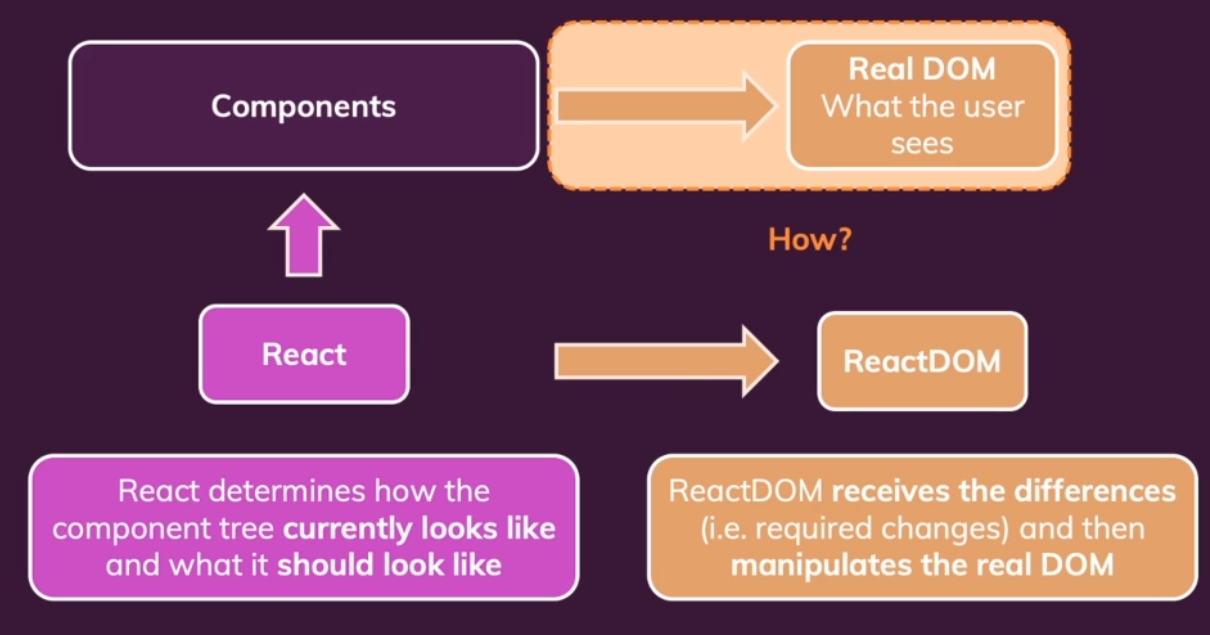 Components
Real DOM
What the user
sees
How?
React
ReactDOM
React determines how the
component tree currently looks like
and what it should look like
ReactDOM receives the differences
(i.e. required changes) and then
manipulates the real DOM